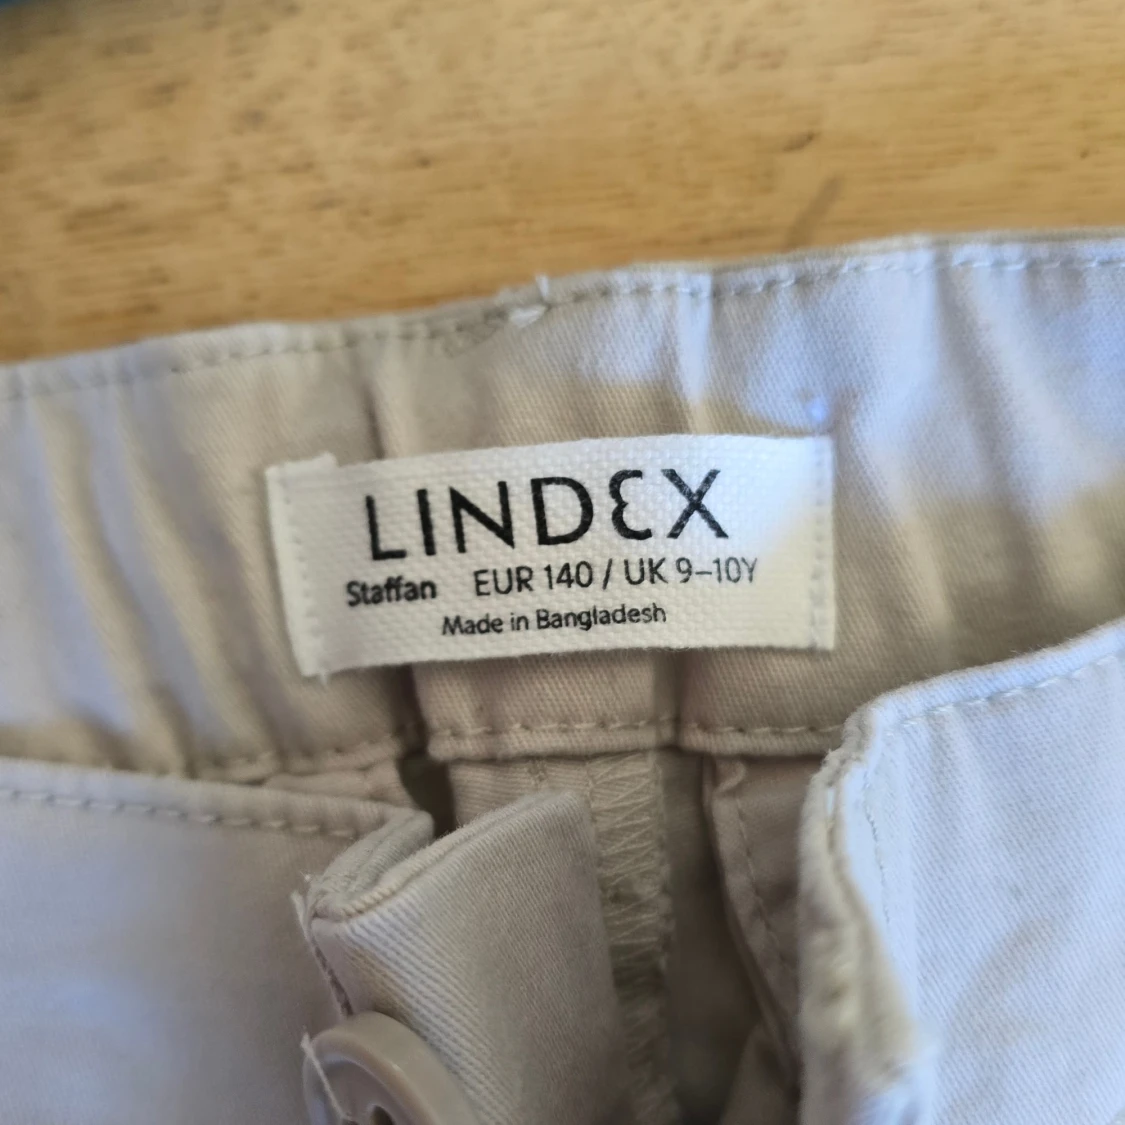 LINDEX
Staffan EUR 140 / UK 9–10Y
Made in Bangladesh